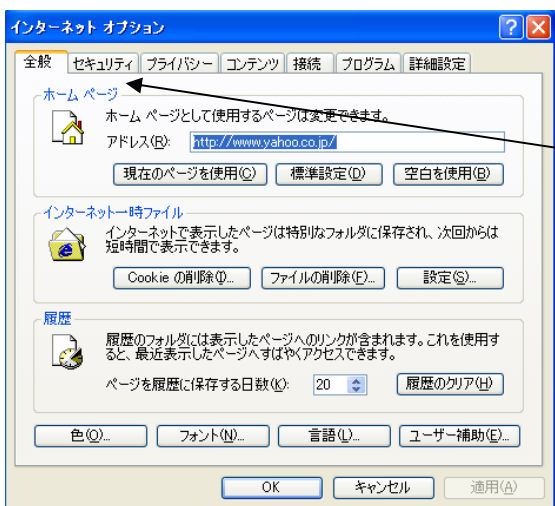 インターネット オプション
全般 セキュリティ プライバシー コンテンツ 接続 プログラム 詳細設定
ホーム ページ
ホーム ページとして使用するページは変更できます。
アドレス(R): http://www.yahoo.co.jp/
現在のページを使用(C) 標準設定(D) 空白を使用(B)
インターネット一時ファイル
インターネットで表示したページは特別なフォルダに保存され、次回からは
短時間で表示できます。
Cookie の削除(I)... ファイルの削除(F)... 設定(S)...
履歴
履歴のフォルダには表示したページへのリンクが含まれます。これを使用す
ると、最近表示したページへすばやくアクセスできます。
ページを履歴に保存する日数(K): 20 履歴のクリア(H)
色(O)... フォント(N)... 言語(L)... ユーザー補助(E)...
OK キャンセル 適用(A)